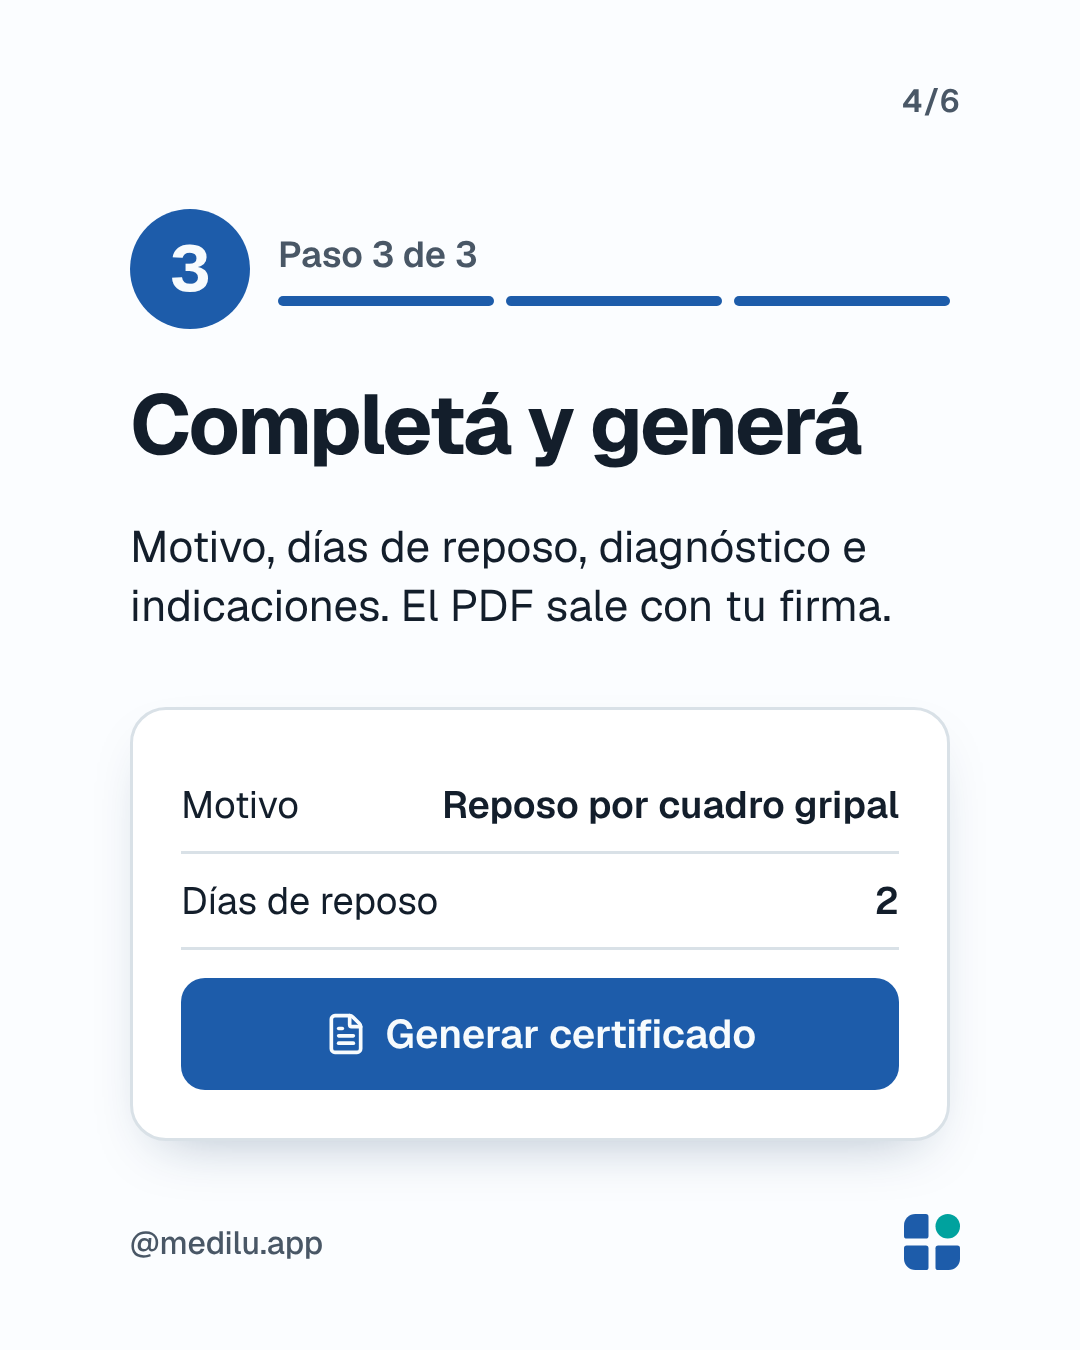 4/6
3
Paso 3 de 3
Completá y generá
Motivo, días de reposo, diagnóstico e
indicaciones. El PDF sale con tu firma.
Motivo Reposo por cuadro gripal
Días de reposo 2
Generar certificado
@medilu.app